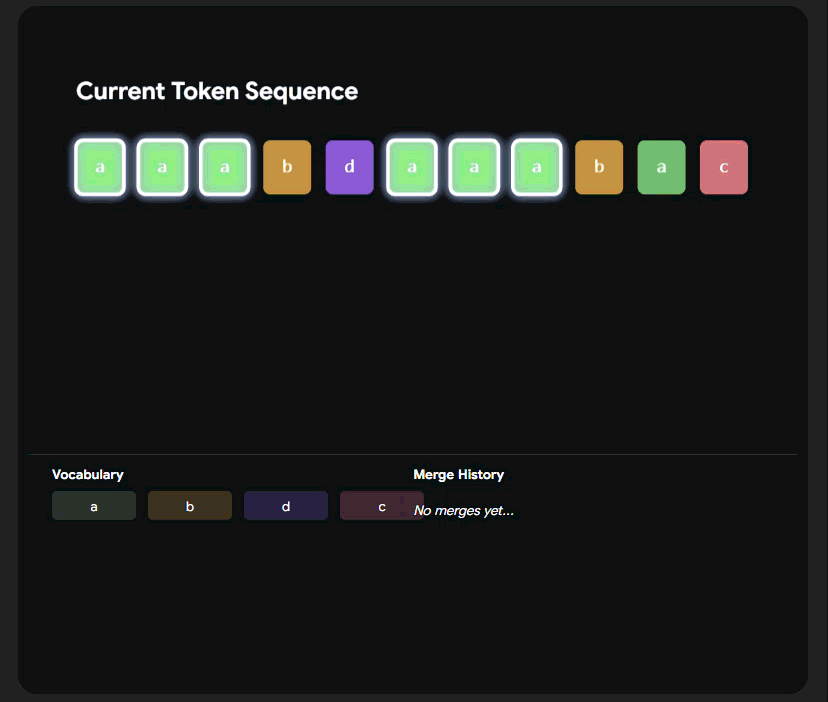 Current Token Sequence
a a a b d a a a b a c
Vocabulary
a b d c
Merge History
No merges yet...